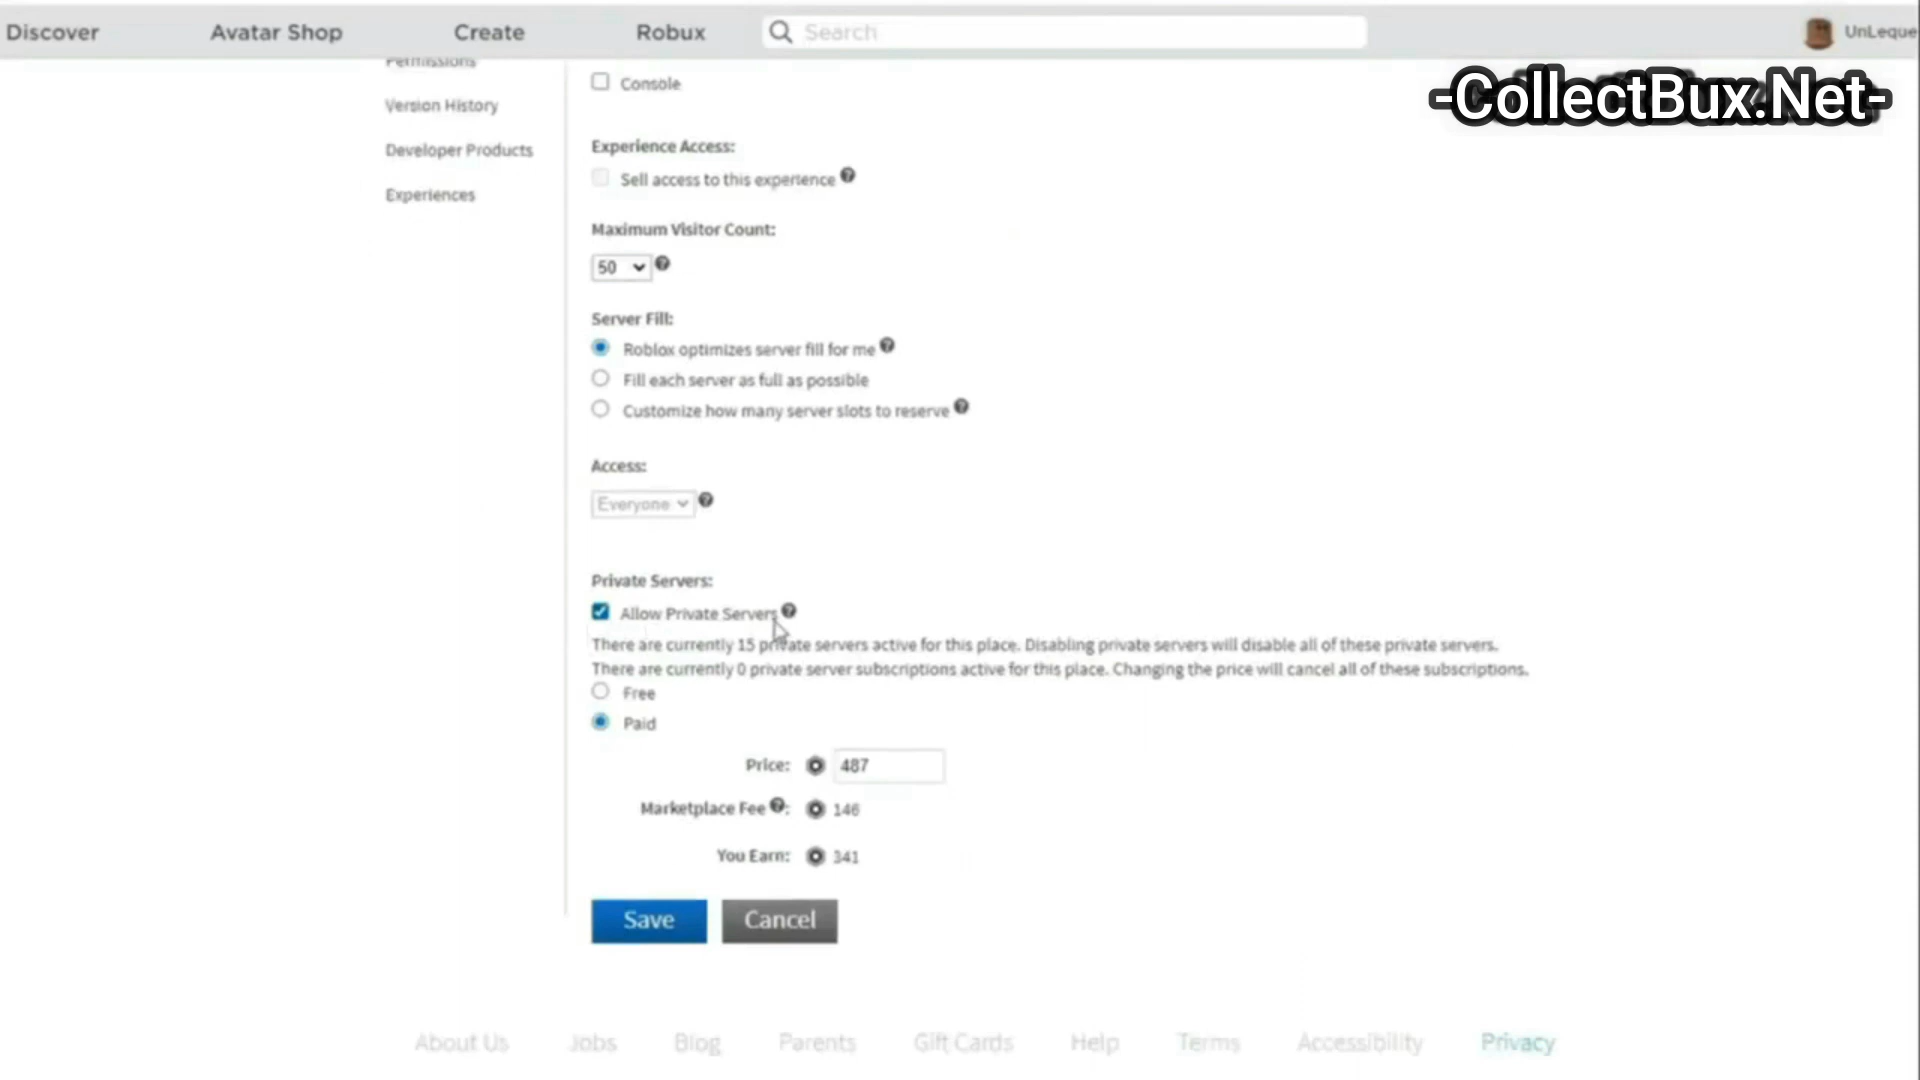 Discover
Avatar Shop
Create
Robux
Search
UnLeque
-CollectBux.Net-
Permissions
Version History
Developer Products
Experiences
Console
Experience Access:
Sell access to this experience
Maximum Visitor Count:
50
Server Fill:
Roblox optimizes server fill for me
Fill each server as full as possible
Customize how many server slots to reserve
Access:
Everyone
Private Servers:
Allow Private Servers
There are currently 15 private servers active for this place. Disabling private servers will disable all of these private servers.
There are currently 0 private server subscriptions active for this place. Changing the price will cancel all of these subscriptions.
Free
Paid
Price: 487
Marketplace Fee : 146
You Earn: 341
Save
Cancel
About Us
Jobs
Blog
Parents
Gift Cards
Help
Terms
Accessibility
Privacy